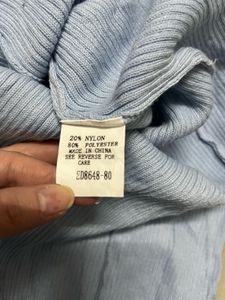 20% NYLON
80% POLYESTER
MADE IN CHINA
SEE REVERSE FOR
CARE
ED8648-80